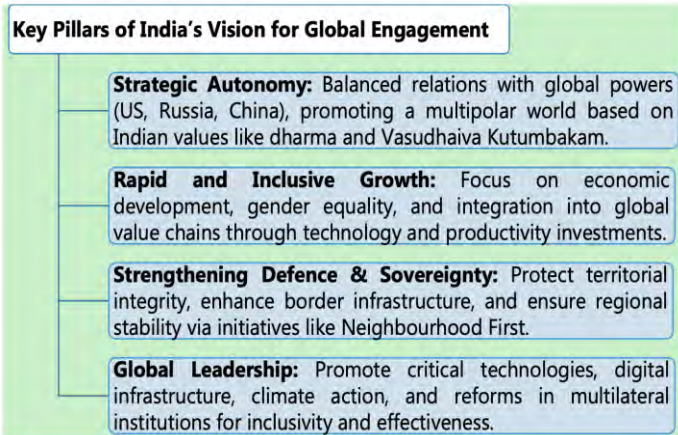 Key Pillars of India's Vision for Global Engagement
Strategic Autonomy: Balanced relations with global powers
(US, Russia, China), promoting a multipolar world based on
Indian values like dharma and Vasudhaiva Kutumbakam.
Rapid and Inclusive Growth: Focus on economic
development, gender equality, and integration into global
value chains through technology and productivity investments.
Strengthening Defence & Sovereignty: Protect territorial
integrity, enhance border infrastructure, and ensure regional
stability via initiatives like Neighbourhood First.
Global Leadership: Promote critical technologies, digital
infrastructure, climate action, and reforms in multilateral
institutions for inclusivity and effectiveness.